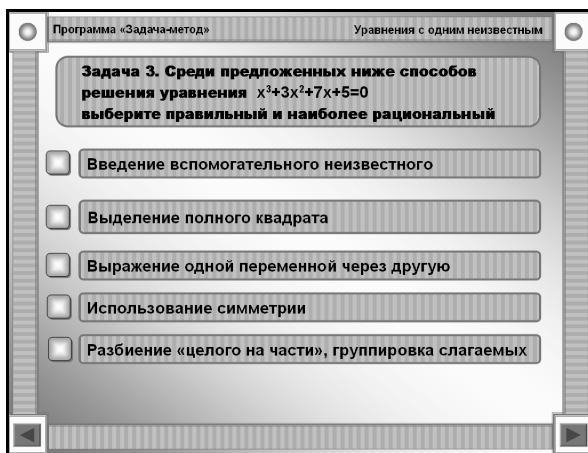 Программа «Задача-метод» Уравнения с одним неизвестным
Задача 3. Среди предложенных ниже способов
решения уравнения x³+3x²+7x+5=0
выберите правильный и наиболее рациональный
Введение вспомогательного неизвестного
Выделение полного квадрата
Выражение одной переменной через другую
Использование симметрии
Разбиение «целого на части», группировка слагаемых